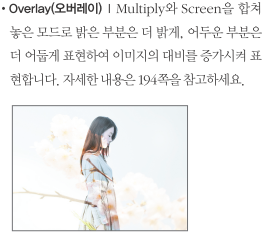 • Overlay(오버레이) | Multiply와 Screen을 합쳐
놓은 모드로 밝은 부분은 더 밝게, 어두운 부분은
더 어둡게 표현하여 이미지의 대비를 증가시켜 표
현합니다. 자세한 내용은 194쪽을 참고하세요.